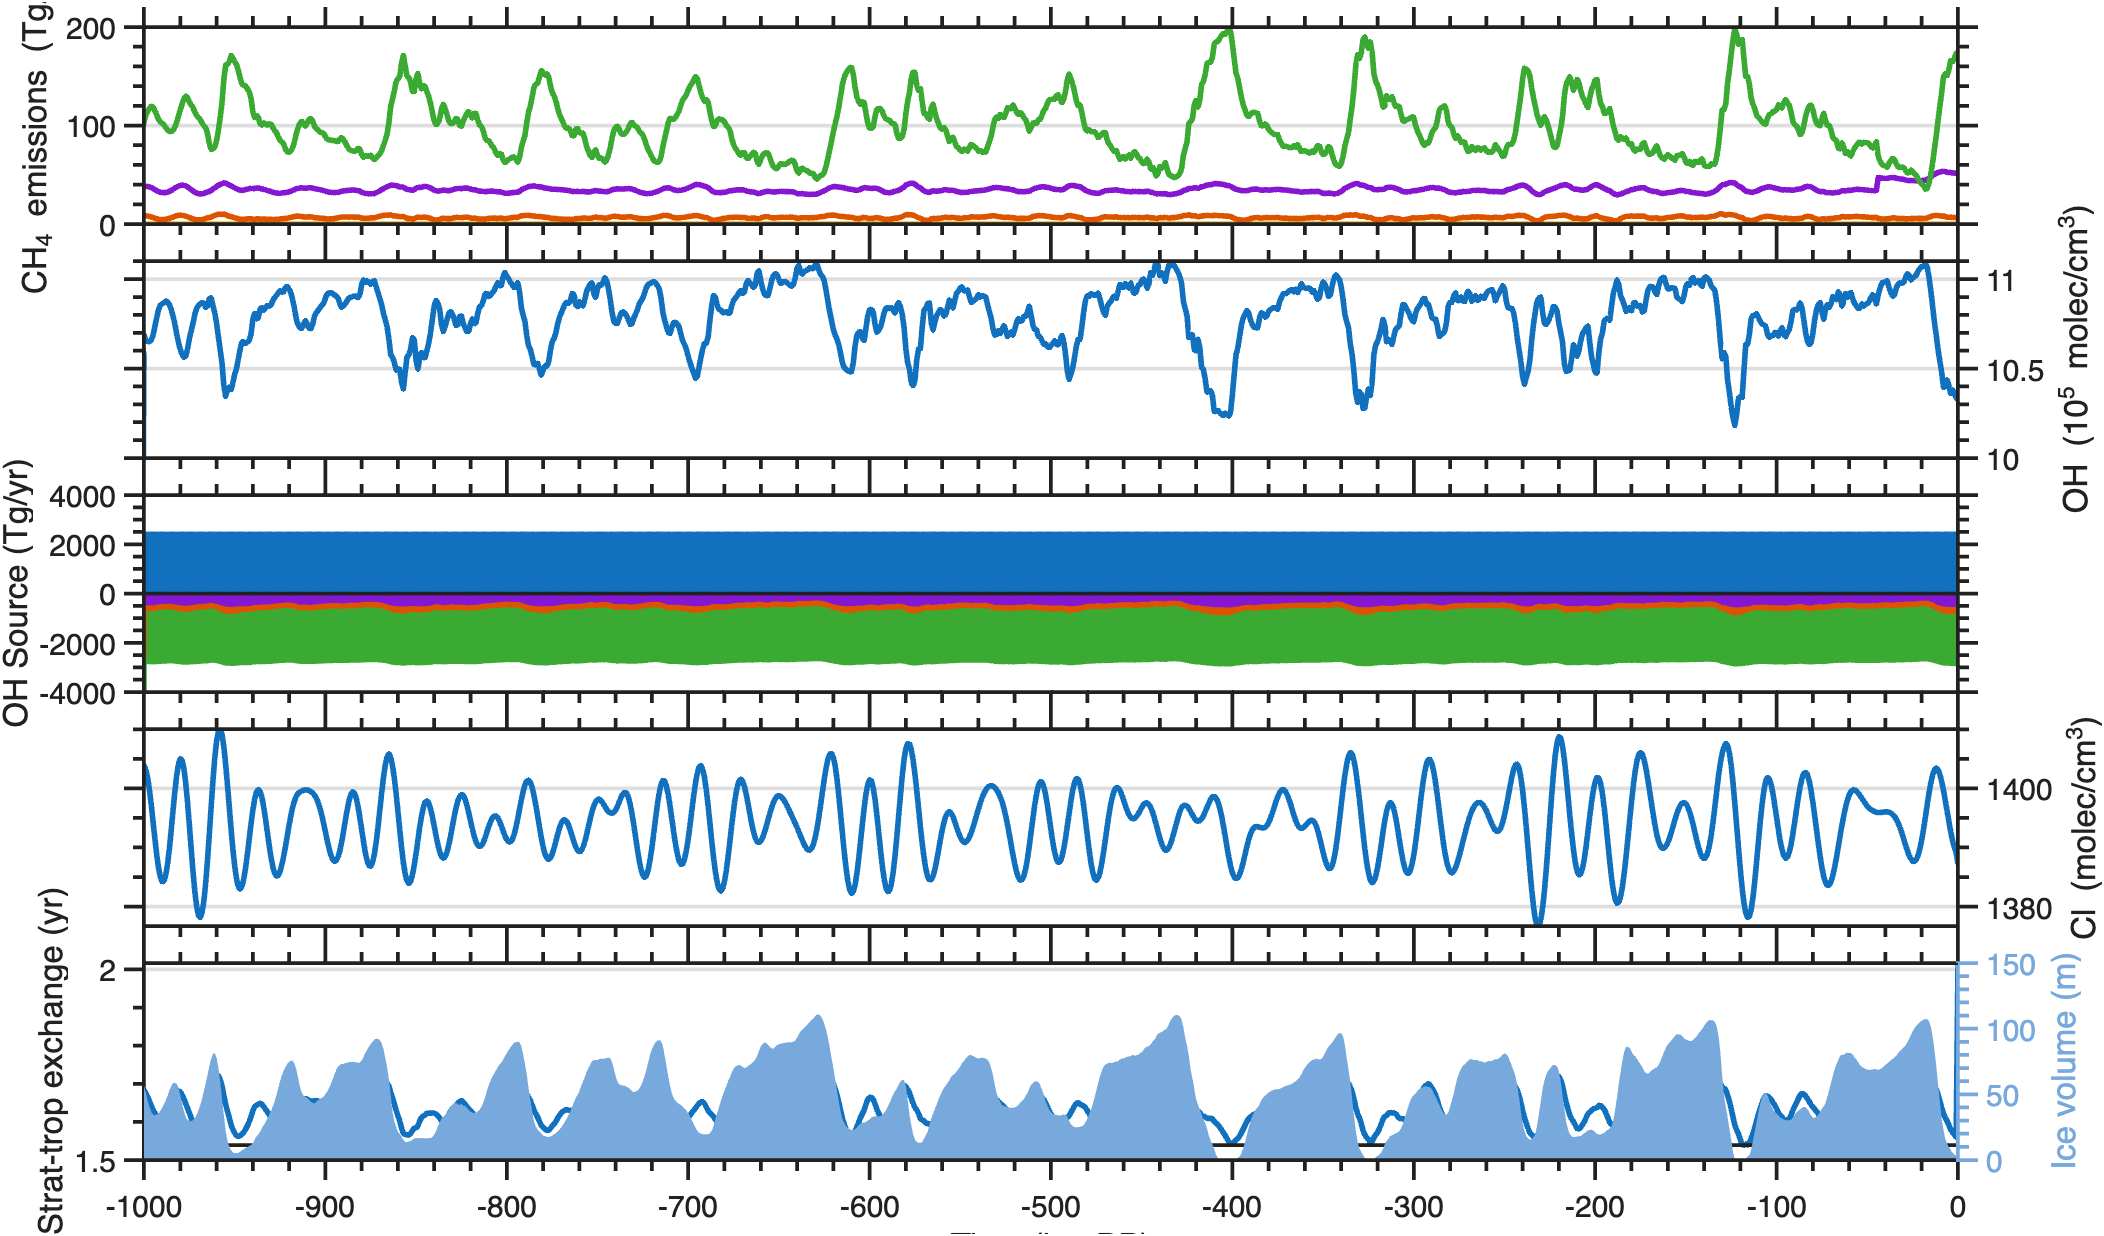 CH4 emissions (Tg
200
100
0
11
10.5
10
OH (10^5 molec/cm^3)
OH Source (Tg/yr)
4000
2000
0
-2000
-4000
1400
1380
Cl (molec/cm^3)
Strat-trop exchange (yr)
2
1.5
150
100
50
0
Ice volume (m)
-1000 -900 -800 -700 -600 -500 -400 -300 -200 -100 0